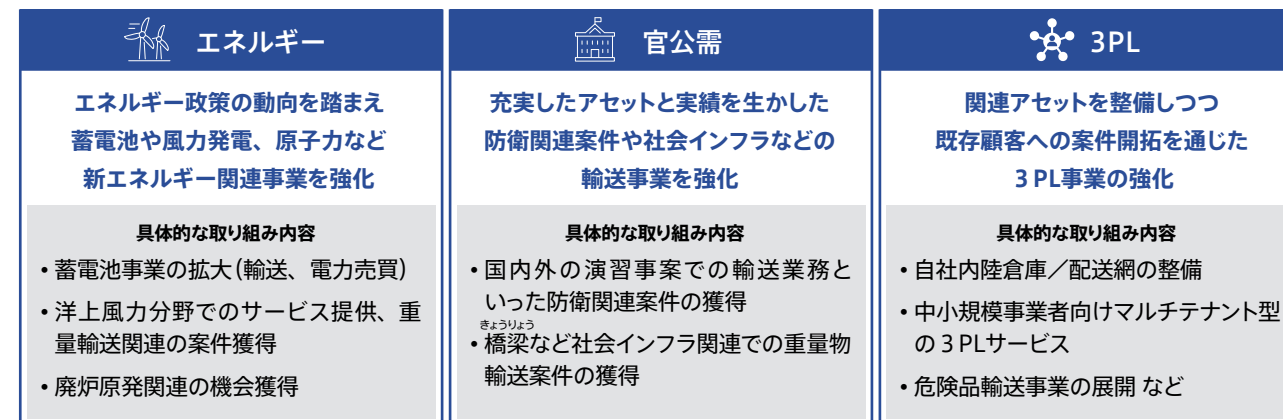 エネルギー
エネルギー政策の動向を踏まえ
蓄電池や風力発電、原子力など
新エネルギー関連事業を強化
具体的な取り組み内容
• 蓄電池事業の拡大（輸送、電力売買）
• 洋上風力分野でのサービス提供、重
量輸送関連の案件獲得
• 廃炉原発関連の機会獲得
官公需
充実したアセットと実績を生かした
防衛関連案件や社会インフラなどの
輸送事業を強化
具体的な取り組み内容
• 国内外の演習事案での輸送業務と
いった防衛関連案件の獲得
きょうりょう
• 橋梁など社会インフラ関連での重量物
輸送案件の獲得
3PL
関連アセットを整備しつつ
既存顧客への案件開拓を通じた
3PL事業の強化
具体的な取り組み内容
• 自社内陸倉庫／配送網の整備
• 中小規模事業者向けマルチテナント型
の3PLサービス
• 危険品輸送事業の展開 など